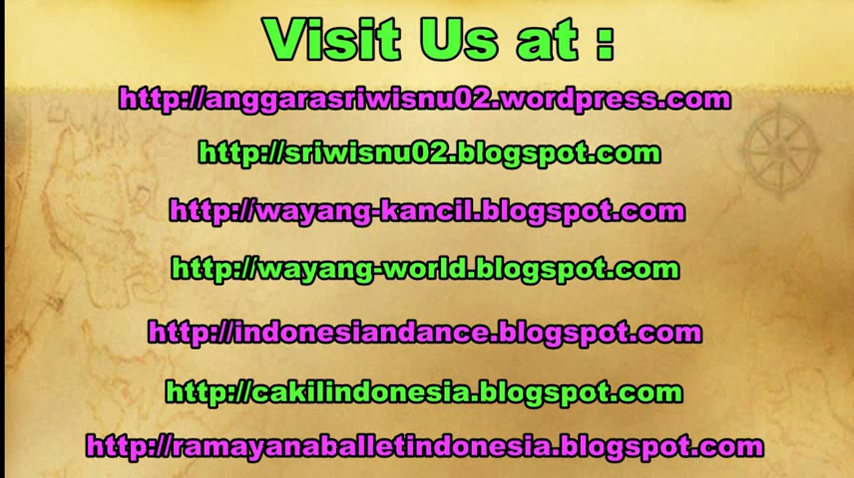 Visit Us at :
http://anggarasriwisnu02.wordpress.com
http://sriwisnu02.blogspot.com
http://wayang-kancil.blogspot.com
http://wayang-world.blogspot.com
http://indonesiandance.blogspot.com
http://cakilindonesia.blogspot.com
http://ramayanaballetindonesia.blogspot.com